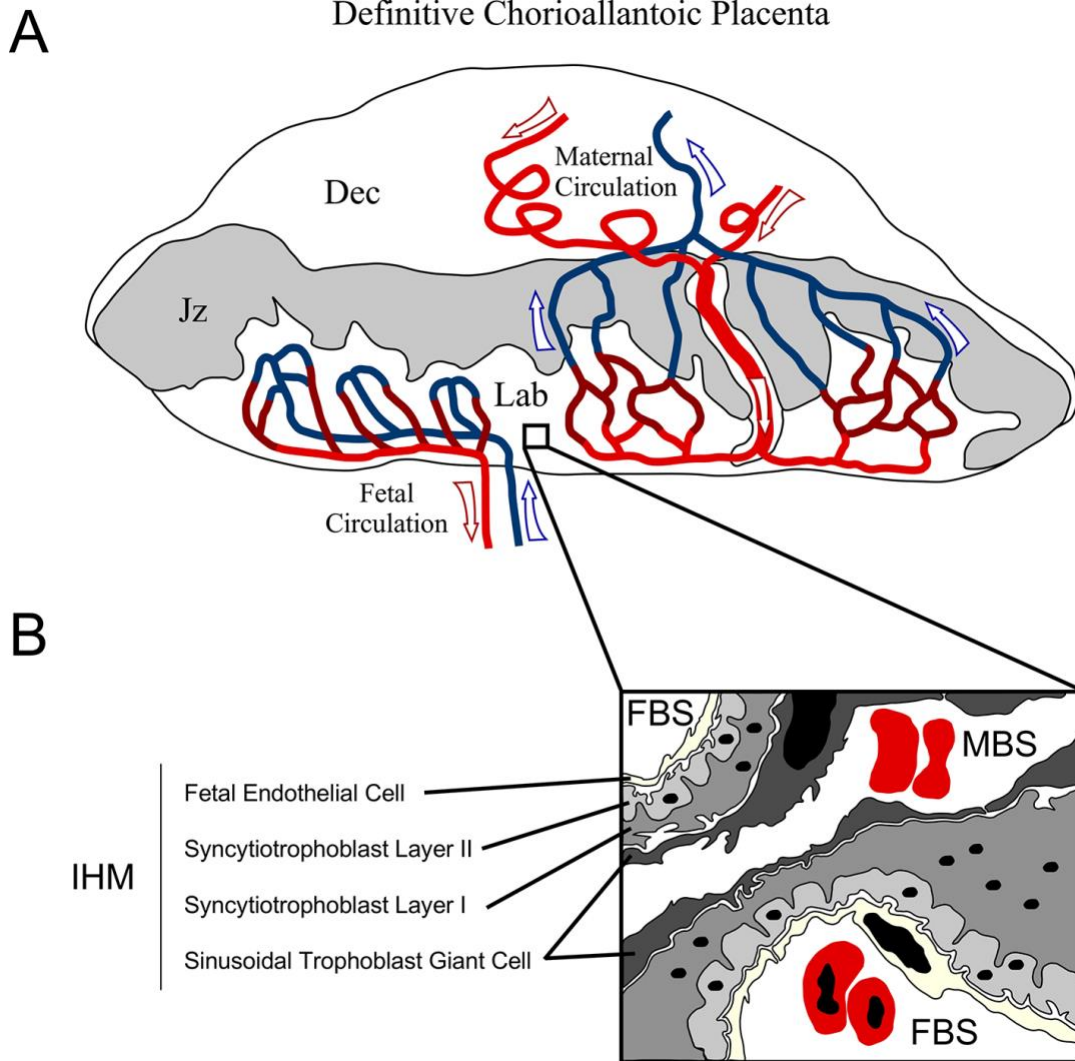 A
Definitive Chorioallantoic Placenta
Maternal
Circulation
Dec
Jz
Lab
Fetal
Circulation
B
FBS
MBS
Fetal Endothelial Cell
Syncytiotrophoblast Layer II
IHM
Syncytiotrophoblast Layer I
Sinusoidal Trophoblast Giant Cell
FBS